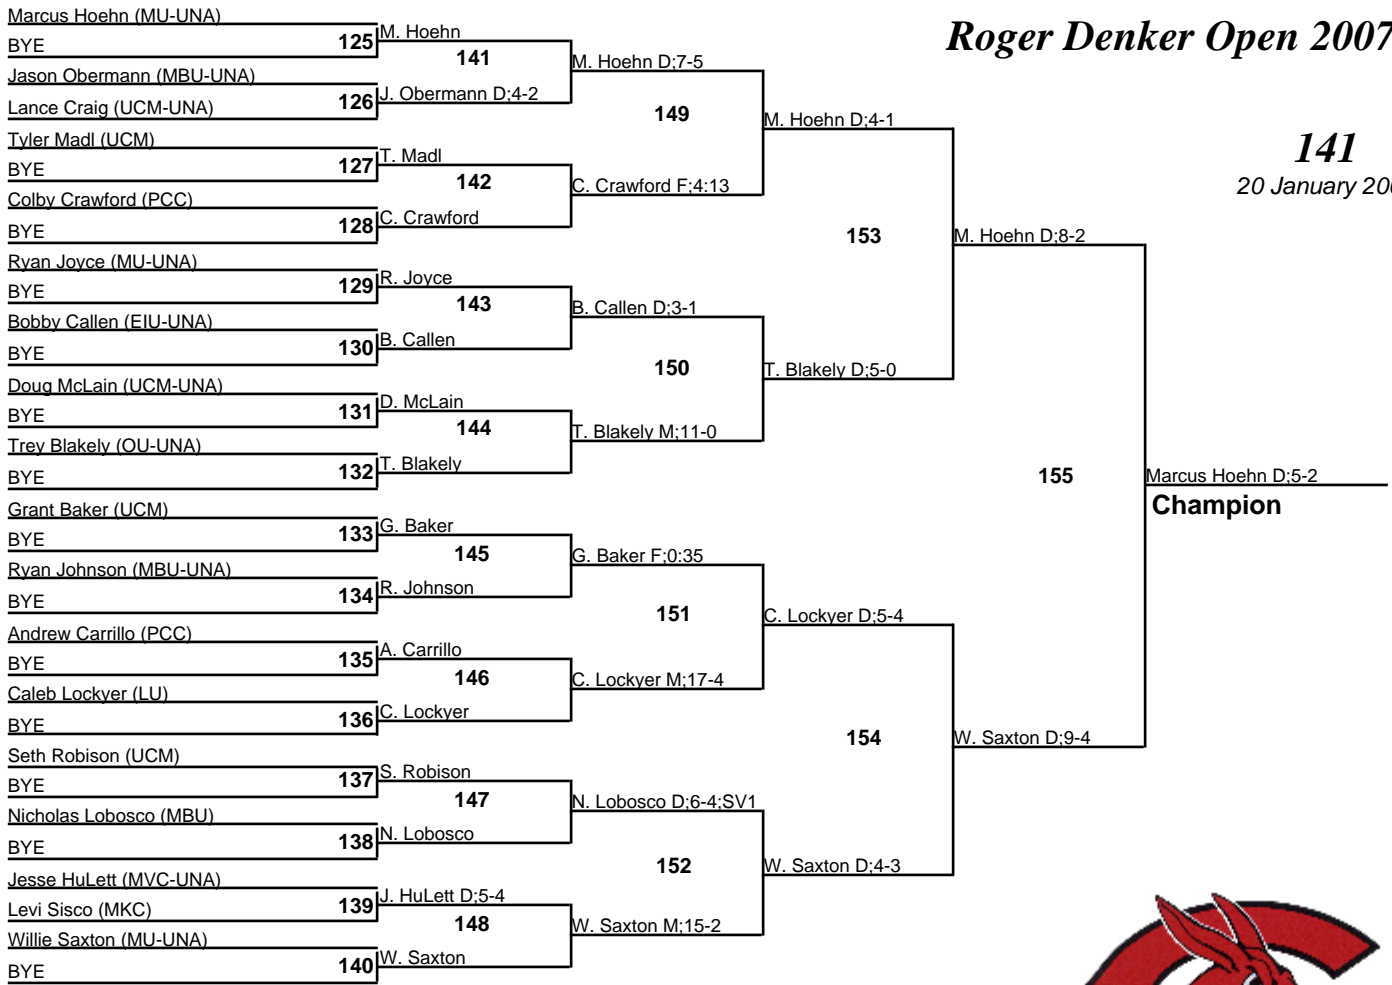 Roger Denker Open 2007
141
20 January 200
Marcus Hoehn (MU-UNA)
BYE
125
Jason Obermann (MBU-UNA)
Lance Craig (UCM-UNA)
126
Tyler Madl (UCM)
BYE
127
Colby Crawford (PCC)
BYE
128
Ryan Joyce (MU-UNA)
BYE
129
Bobby Callen (EIU-UNA)
BYE
130
Doug McLain (UCM-UNA)
BYE
131
Trey Blakely (OU-UNA)
BYE
132
Grant Baker (UCM)
BYE
133
Ryan Johnson (MBU-UNA)
BYE
134
Andrew Carrillo (PCC)
BYE
135
Caleb Lockyer (LU)
BYE
136
Seth Robison (UCM)
BYE
137
Nicholas Lobosco (MBU)
BYE
138
Jesse HuLett (MVC-UNA)
Levi Sisco (MKC)
139
Willie Saxton (MU-UNA)
BYE
140
M. Hoehn
141
J. Obermann D;4-2
T. Madl
142
C. Crawford
R. Joyce
143
B. Callen
D. McLain
144
T. Blakely
G. Baker
145
R. Johnson
A. Carrillo
146
C. Lockyer
S. Robison
147
N. Lobosco
J. HuLett D;5-4
148
W. Saxton
M. Hoehn D;7-5
149
C. Crawford F;4:13
B. Callen D;3-1
150
T. Blakely M;11-0
G. Baker F;0:35
151
C. Lockyer M;17-4
N. Lobosco D;6-4;SV1
152
W. Saxton M;15-2
M. Hoehn D;4-1
153
T. Blakely D;5-0
C. Lockyer D;5-4
154
W. Saxton D;4-3
M. Hoehn D;8-2
155
W. Saxton D;9-4
Marcus Hoehn D;5-2
Champion